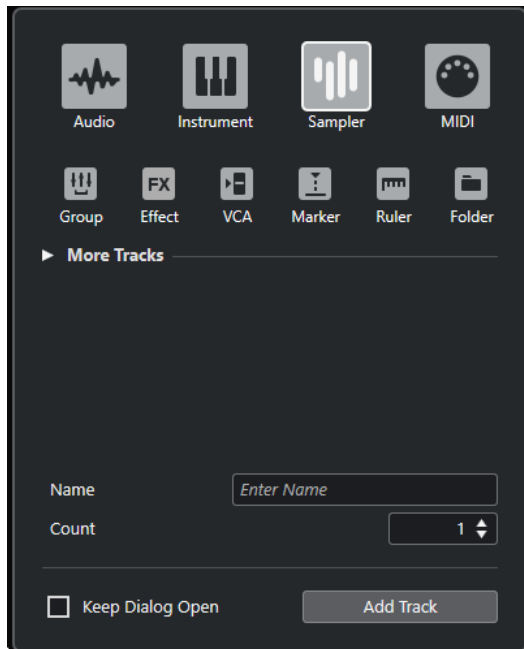 Audio Instrument Sampler MIDI
FX
Group Effect VCA Marker Ruler Folder
More Tracks
Name Enter Name
Count 1
Keep Dialog Open Add Track